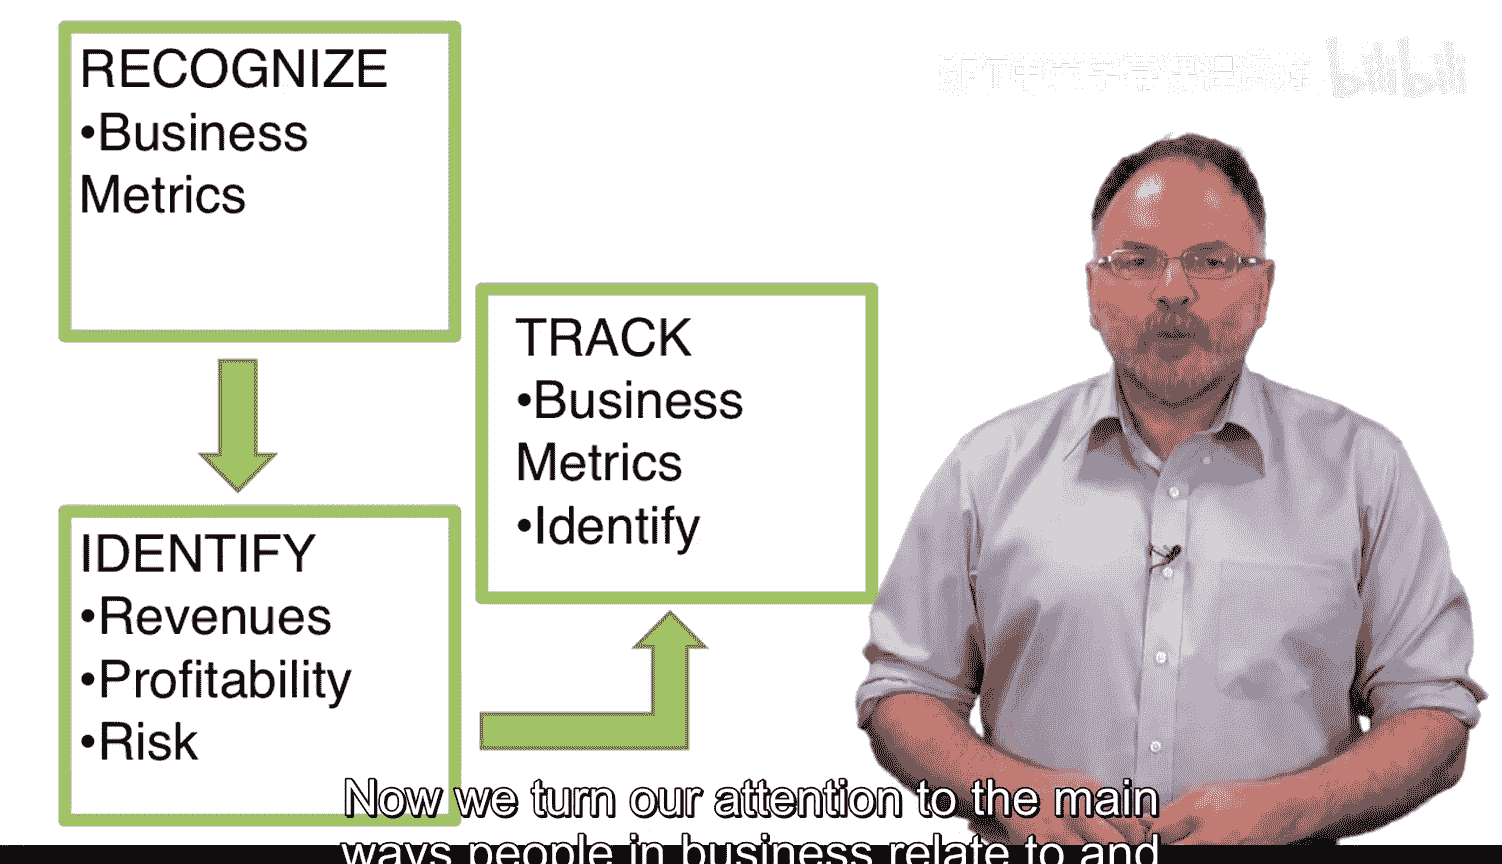 RECOGNIZE
•Business
Metrics
IDENTIFY
•Revenues
•Profitability
•Risk
TRACK
•Business
Metrics
•Identify
bilibili
Now we turn our attention to the main
ways people in business relate to and